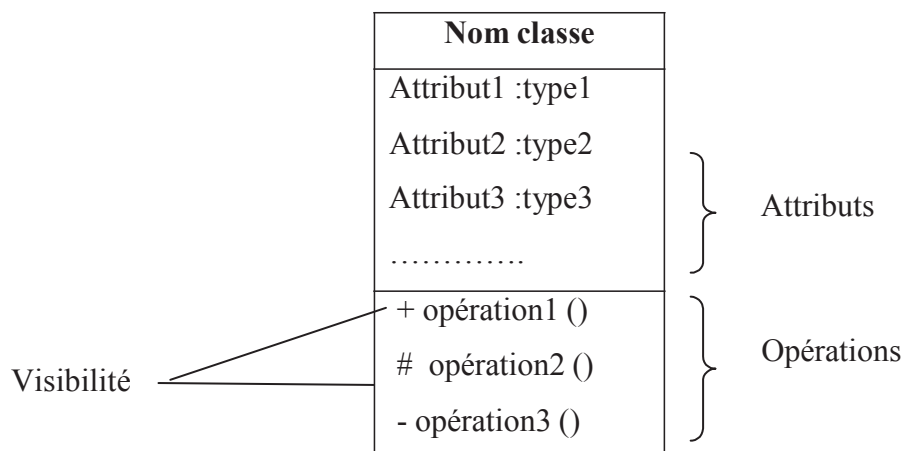 Nom classe
Attribut1 :type1
Attribut2 :type2
Attribut3 :type3
Attributs
………….
+ opération1 ()
Opérations
# opération2 ()
Visibilité
- opération3 ()